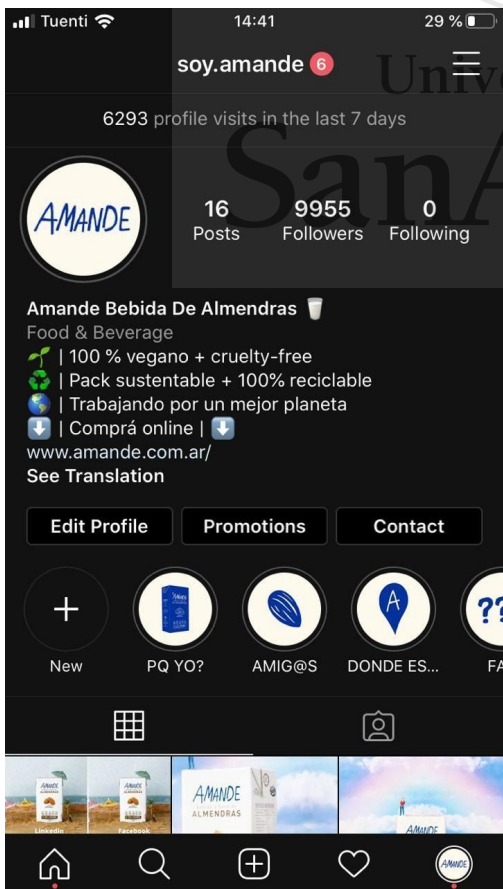 Tuenti 14:41 29 %
soy.amande 6
Univ
6293 profile visits in the last 7 days
SanA
AMANDE
16 9955 0
Posts Followers Following
Amande Bebida De Almendras
Food & Beverage
| 100 % vegano + cruelty-free
| Pack sustentable + 100% reciclable
| Trabajando por un mejor planeta
| Comprá online |
www.amande.com.ar/
See Translation
Edit Profile Promotions Contact
AMANDE A ??
New PQ YO? AMIG@S DONDE ES... FA
AMANDE AMANDE AMANDE
ALMENDRAS
Linkedin Facebook AMANDE
AMANDE